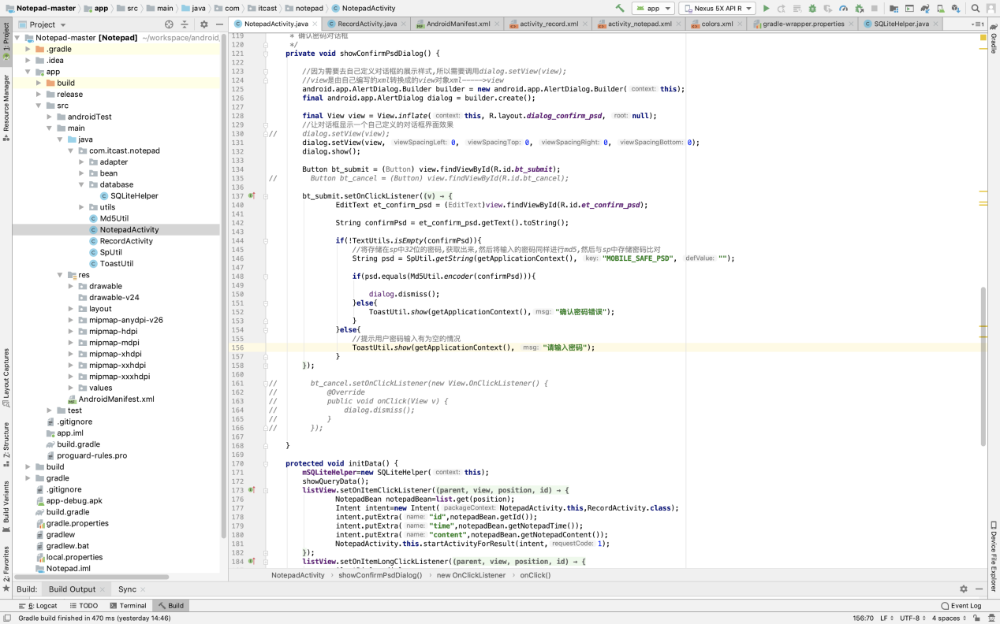 Notepad-master › app › src › main › java › com › itcast › notepad › NotepadActivity
app
Nexus 5X API R
Project
NotepadActivity.java
RecordActivity.java
AndroidManifest.xml
activity_record.xml
activity_notepad.xml
colors.xml
gradle-wrapper.properties
SQLiteHelper.java
1: Project
Resource Manager
Layout Captures
Z: Structure
Build Variants
2: Favorites
Notepad-master [Notepad] ~/workspace/android
.gradle
.idea
app
build
release
src
androidTest
main
java
com.itcast.notepad
adapter
bean
database
SQLiteHelper
utils
Md5Util
NotepadActivity
RecordActivity
SpUtil
ToastUtil
res
drawable
drawable-v24
layout
mipmap-anydpi-v26
mipmap-hdpi
mipmap-mdpi
mipmap-xhdpi
mipmap-xxhdpi
mipmap-xxxhdpi
values
AndroidManifest.xml
test
.gitignore
app.iml
build.gradle
proguard-rules.pro
build
gradle
.gitignore
app-debug.apk
build.gradle
gradle.properties
gradlew
gradlew.bat
local.properties
Notepad.iml
119 * 确认密码对话框
120 */
121 private void showConfirmPsdDialog() {
122
123 //因为需要去自己定义对话框的展示样式,所以需要调用dialog.setView(view);
124 //view是由自己编写的xml转换成的view对象xml----->view
125 android.app.AlertDialog.Builder builder = new android.app.AlertDialog.Builder( context: this);
126 final android.app.AlertDialog dialog = builder.create();
127
128 final View view = View.inflate( context: this, R.layout.dialog_confirm_psd, root: null);
129 //让对话框显示一个自己定义的对话框界面效果
130 // dialog.setView(view);
131 dialog.setView(view, viewSpacingLeft: 0, viewSpacingTop: 0, viewSpacingRight: 0, viewSpacingBottom: 0);
132 dialog.show();
133
134 Button bt_submit = (Button) view.findViewById(R.id.bt_submit);
135 // Button bt_cancel = (Button) view.findViewById(R.id.bt_cancel);
136
137 bt_submit.setOnClickListener((v) → {
140 EditText et_confirm_psd = (EditText)view.findViewById(R.id.et_confirm_psd);
141
142 String confirmPsd = et_confirm_psd.getText().toString();
143
144 if(!TextUtils.isEmpty(confirmPsd)){
145 //将存储在sp中32位的密码,获取出来,然后将输入的密码同样进行md5,然后与sp中存储密码比对
146 String psd = SpUtil.getString(getApplicationContext(), key: "MOBILE_SAFE_PSD", defValue: "");
147
148 if(psd.equals(Md5Util.encoder(confirmPsd))){
149
150 dialog.dismiss();
151 }else{
152 ToastUtil.show(getApplicationContext(), msg: "确认密码错误");
153 }
154 }else{
155 //提示用户密码输入有为空的情况
156 ToastUtil.show(getApplicationContext(), msg: "请输入密码");
157 }
158 });
160
161 // bt_cancel.setOnClickListener(new View.OnClickListener() {
162 // @Override
163 // public void onClick(View v) {
164 // dialog.dismiss();
165 // }
166 // });
167
168 }
169
170 protected void initData() {
171 mSQLiteHelper=new SQLiteHelper( context: this);
172 showQueryData();
173 listView.setOnItemClickListener((parent, view, position, id) → {
176 NotepadBean notepadBean=list.get(position);
177 Intent intent=new Intent( packageContext: NotepadActivity.this,RecordActivity.class);
178 intent.putExtra( name: "id",notepadBean.getId());
179 intent.putExtra( name: "time",notepadBean.getNotepadTime());
180 intent.putExtra( name: "content",notepadBean.getNotepadContent());
181 NotepadActivity.this.startActivityForResult(intent, requestCode: 1);
182 });
184 listView.setOnItemLongClickListener((parent, view, position, id) → {
NotepadActivity › showConfirmPsdDialog() › new OnClickListener › onClick()
Gradle
Device File Explorer
Build: Build Output Sync
6: Logcat TODO Terminal Build Event Log
Gradle build finished in 470 ms (yesterday 14:46) 156:70 LF UTF-8 4 spaces